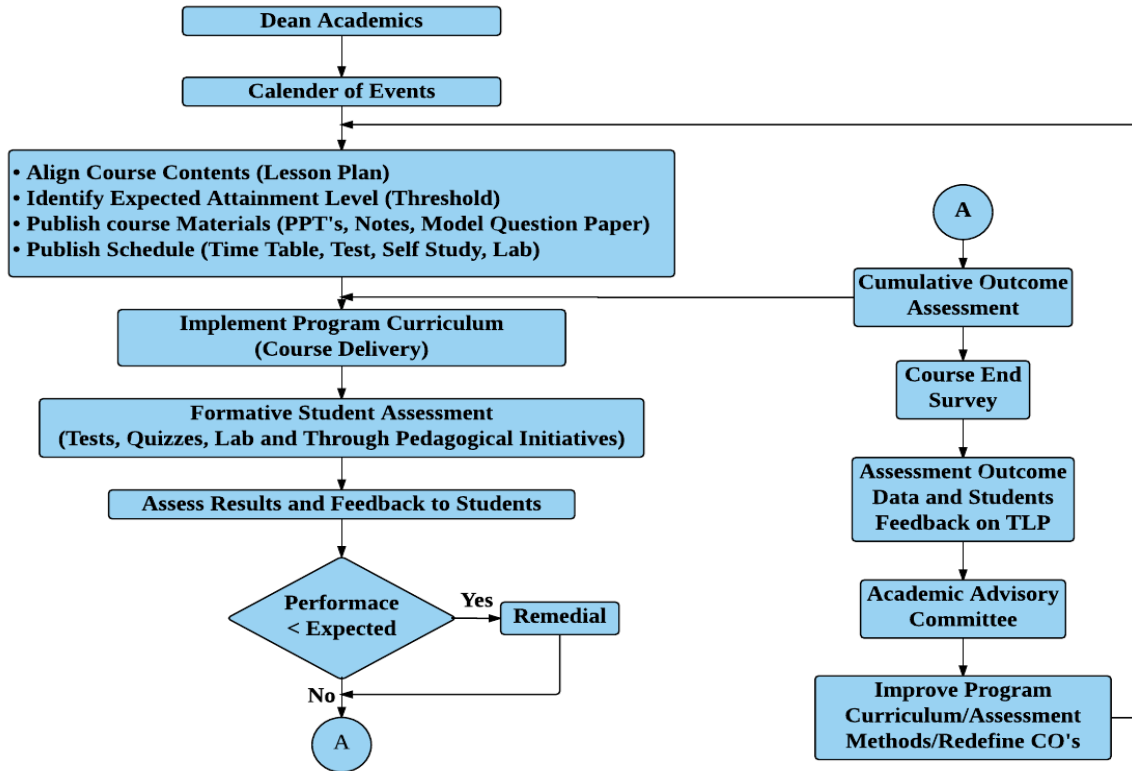 Dean Academics
Calender of Events
• Align Course Contents (Lesson Plan)
• Identify Expected Attainment Level (Threshold)
• Publish course Materials (PPT's, Notes, Model Question Paper)
• Publish Schedule (Time Table, Test, Self Study, Lab)
Implement Program Curriculum
(Course Delivery)
Formative Student Assessment
(Tests, Quizzes, Lab and Through Pedagogical Initiatives)
Assess Results and Feedback to Students
Performace
< Expected
Yes
Remedial
No
A
A
Cumulative Outcome
Assessment
Course End
Survey
Assessment Outcome
Data and Students
Feedback on TLP
Academic Advisory
Committee
Improve Program
Curriculum/Assessment
Methods/Redefine CO's